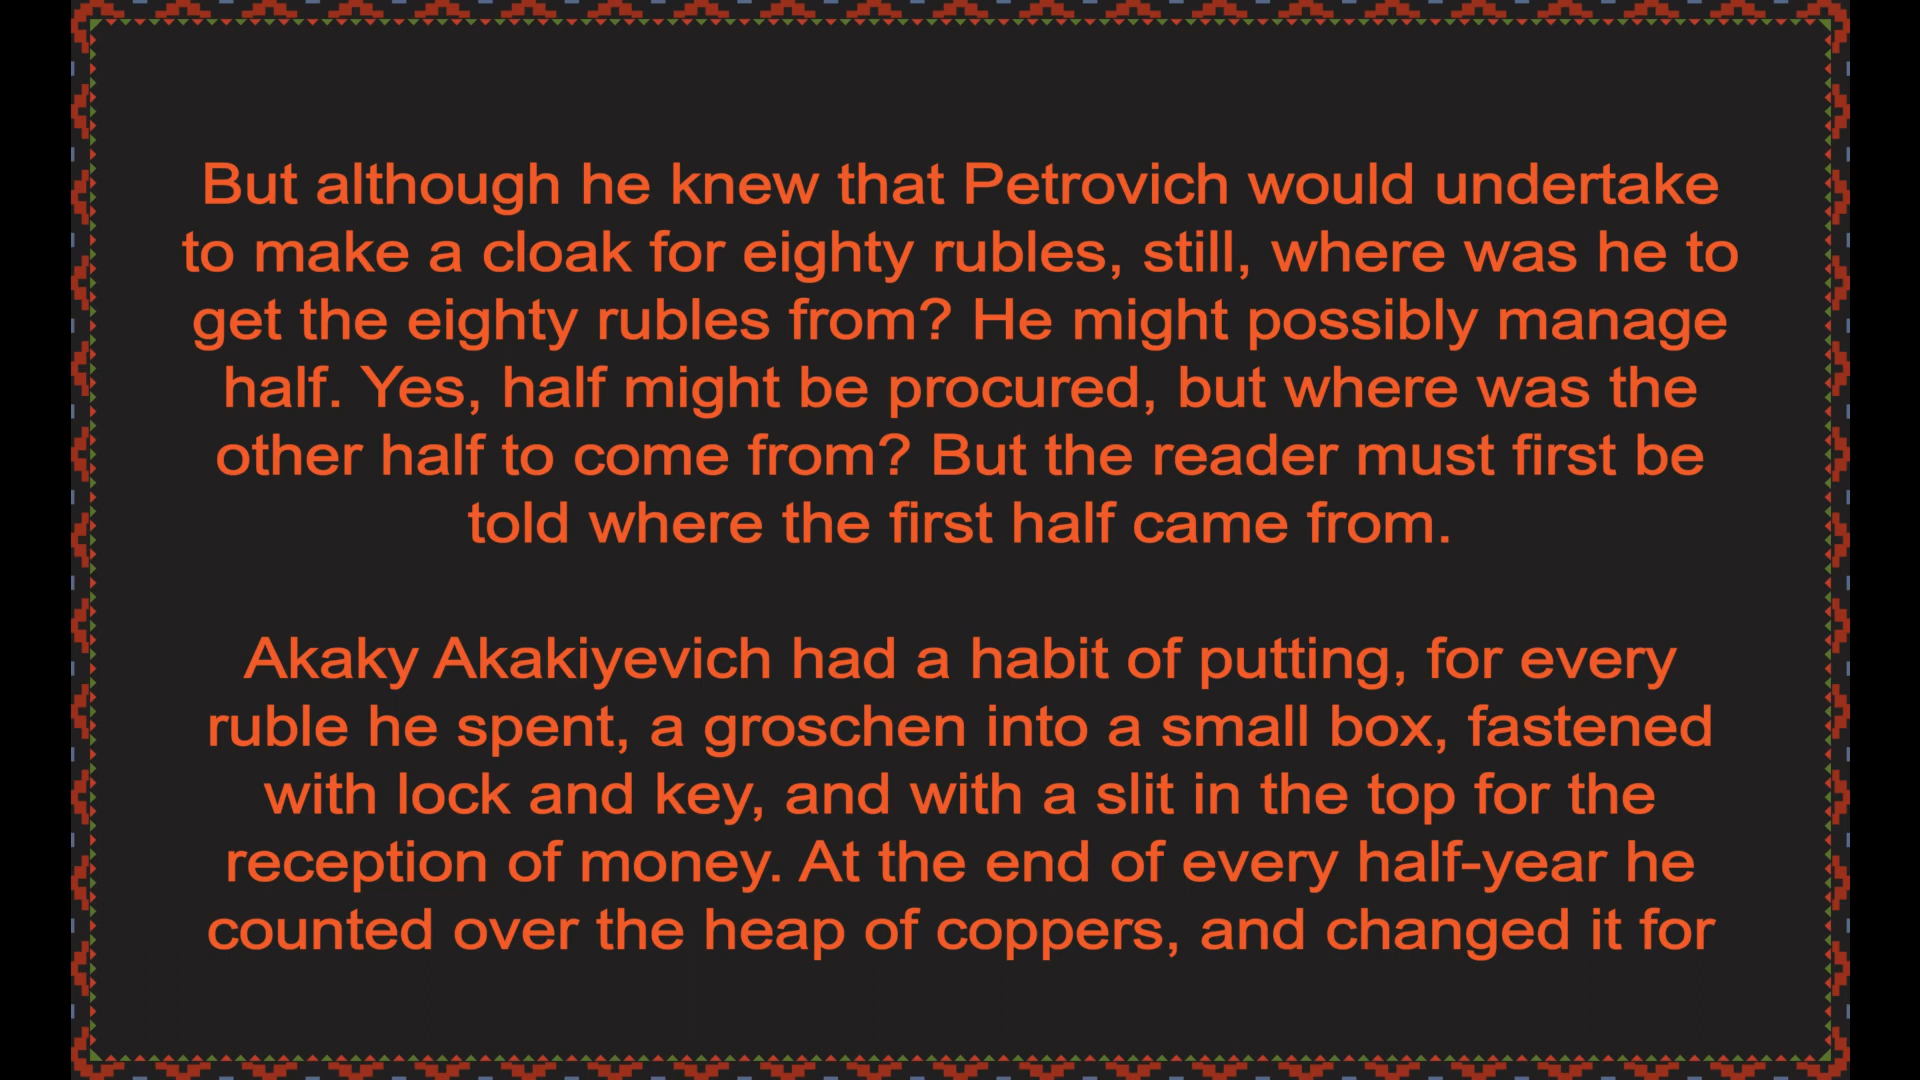 But although he knew that Petrovich would undertake
to make a cloak for eighty rubles, still, where was he to
get the eighty rubles from? He might possibly manage
half. Yes, half might be procured, but where was the
other half to come from? But the reader must first be
told where the first half came from.
Akaky Akakiyevich had a habit of putting, for every
ruble he spent, a groschen into a small box, fastened
with lock and key, and with a slit in the top for the
reception of money. At the end of every half-year he
counted over the heap of coppers, and changed it for